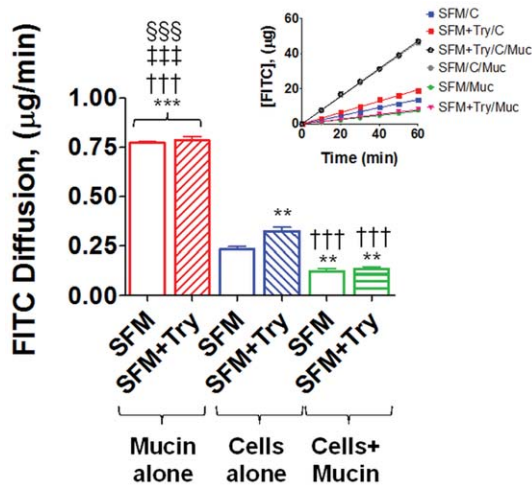 §§§
‡‡‡
†††
***
1.00
0.75
0.50
0.25
0.00
FITC Diffusion, (µg/min)
**
†††
**
†††
**
SFM
SFM+Try
SFM
SFM+Try
SFM
SFM+Try
Mucin
alone
Cells
alone
Cells+
Mucin
60
40
20
0
[FITC], (µg)
0
20
40
60
Time (min)
SFM/C
SFM+Try/C
SFM+Try/C/Muc
SFM/C/Muc
SFM/Muc
SFM+Try/Muc